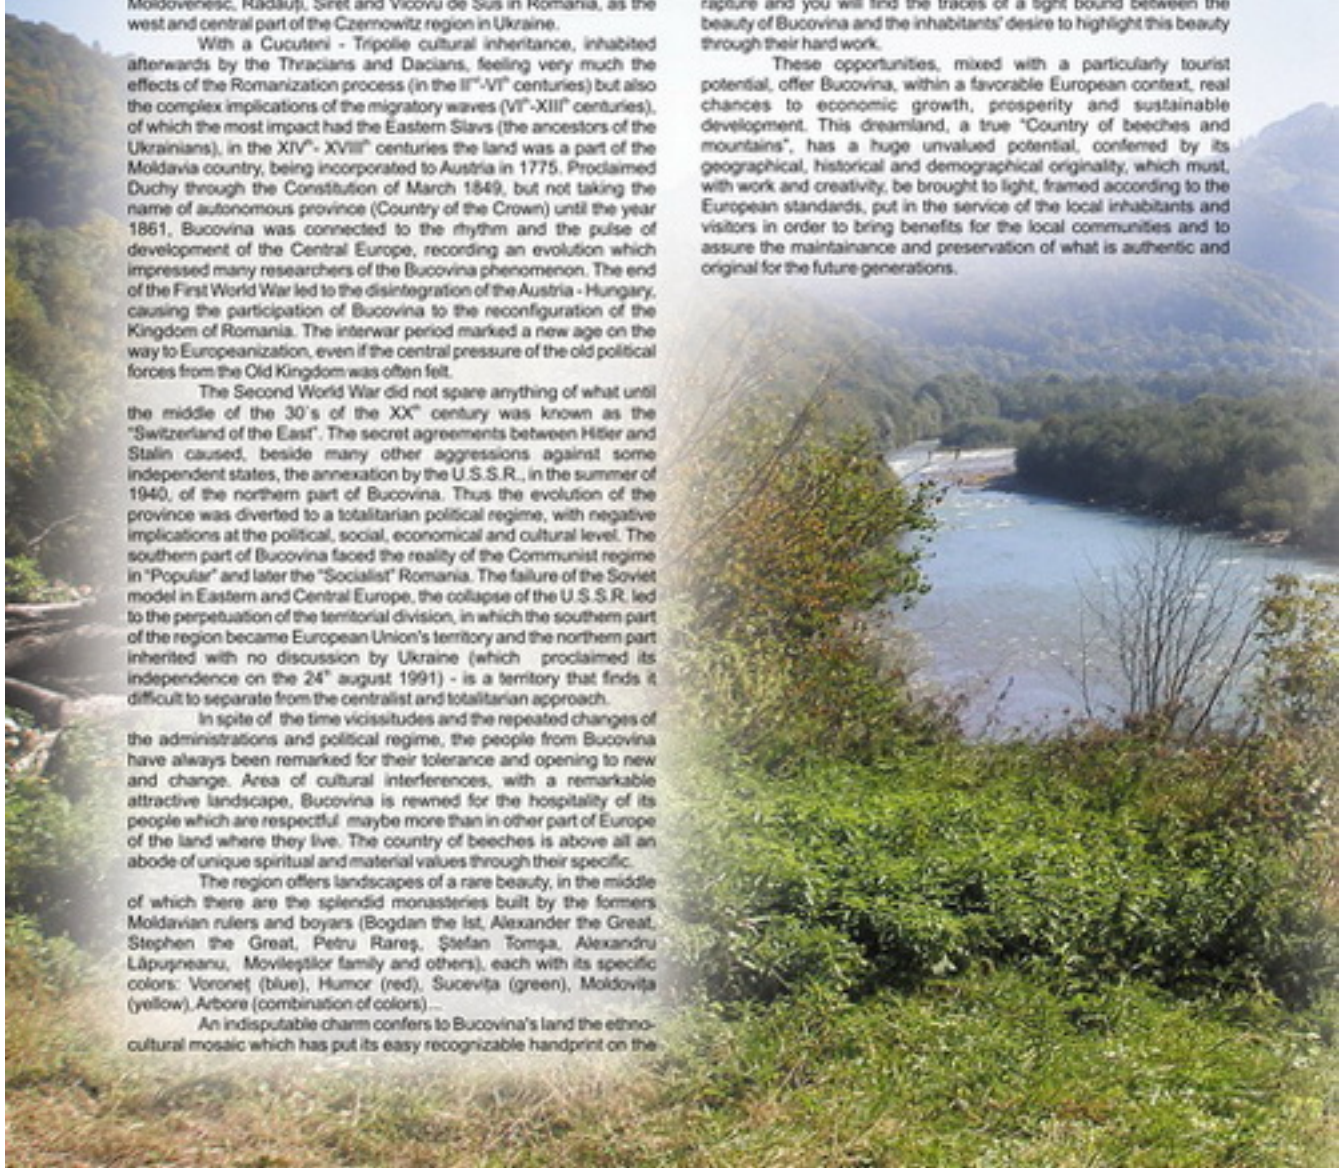 Moldovenesc, Rădăuți, Siret and Vicovu de Sus in Romania, as the
west and central part of the Czernowitz region in Ukraine.
With a Cucuteni - Tripolie cultural inheritance, inhabited
afterwards by the Thracians and Dacians, feeling very much the
effects of the Romanization process (in the IIⁿᵈ-VIᵗʰ centuries) but also
the complex implications of the migratory waves (VIᵗʰ-XIIIᵗʰ centuries),
of which the most impact had the Eastern Slavs (the ancestors of the
Ukrainians), in the XIVᵗʰ- XVIIIᵗʰ centuries the land was a part of the
Moldavia country, being incorporated to Austria in 1775. Proclaimed
Duchy through the Constitution of March 1849, but not taking the
name of autonomous province (Country of the Crown) until the year
1861, Bucovina was connected to the rhythm and the pulse of
development of the Central Europe, recording an evolution which
impressed many researchers of the Bucovina phenomenon. The end
of the First World War led to the disintegration of the Austria - Hungary,
causing the participation of Bucovina to the reconfiguration of the
Kingdom of Romania. The interwar period marked a new age on the
way to Europeanization, even if the central pressure of the old political
forces from the Old Kingdom was often felt.
The Second World War did not spare anything of what until
the middle of the 30`s of the XXᵗʰ century was known as the
"Switzerland of the East". The secret agreements between Hitler and
Stalin caused, beside many other aggressions against some
independent states, the annexation by the U.S.S.R., in the summer of
1940, of the northern part of Bucovina. Thus the evolution of the
province was diverted to a totalitarian political regime, with negative
implications at the political, social, economical and cultural level. The
southern part of Bucovina faced the reality of the Communist regime
in "Popular" and later the "Socialist" Romania. The failure of the Soviet
model in Eastern and Central Europe, the collapse of the U.S.S.R. led
to the perpetuation of the territorial division, in which the southern part
of the region became European Union's territory and the northern part
inherited with no discussion by Ukraine (which proclaimed its
independence on the 24ᵗʰ august 1991) - is a territory that finds it
difficult to separate from the centralist and totalitarian approach.
In spite of the time vicissitudes and the repeated changes of
the administrations and political regime, the people from Bucovina
have always been remarked for their tolerance and opening to new
and change. Area of cultural interferences, with a remarkable
attractive landscape, Bucovina is rewned for the hospitality of its
people which are respectful maybe more than in other part of Europe
of the land where they live. The country of beeches is above all an
abode of unique spiritual and material values through their specific.
The region offers landscapes of a rare beauty, in the middle
of which there are the splendid monasteries built by the formers
Moldavian rulers and boyars (Bogdan the Ist, Alexander the Great,
Stephen the Great, Petru Rareş, Ştefan Tomşa, Alexandru
Lăpuşneanu, Movileştilor family and others), each with its specific
colors: Voroneţ (blue), Humor (red), Suceviţa (green), Moldoviţa
(yellow), Arbore (combination of colors)...
An indisputable charm confers to Bucovina's land the ethno-
cultural mosaic which has put its easy recognizable handprint on the
rapture and you will find the traces of a tight bound between the
beauty of Bucovina and the inhabitants' desire to highlight this beauty
through their hard work.
These opportunities, mixed with a particularly tourist
potential, offer Bucovina, within a favorable European context, real
chances to economic growth, prosperity and sustainable
development. This dreamland, a true "Country of beeches and
mountains", has a huge unvalued potential, conferred by its
geographical, historical and demographical originality, which must,
with work and creativity, be brought to light, framed according to the
European standards, put in the service of the local inhabitants and
visitors in order to bring benefits for the local communities and to
assure the maintainance and preservation of what is authentic and
original for the future generations.